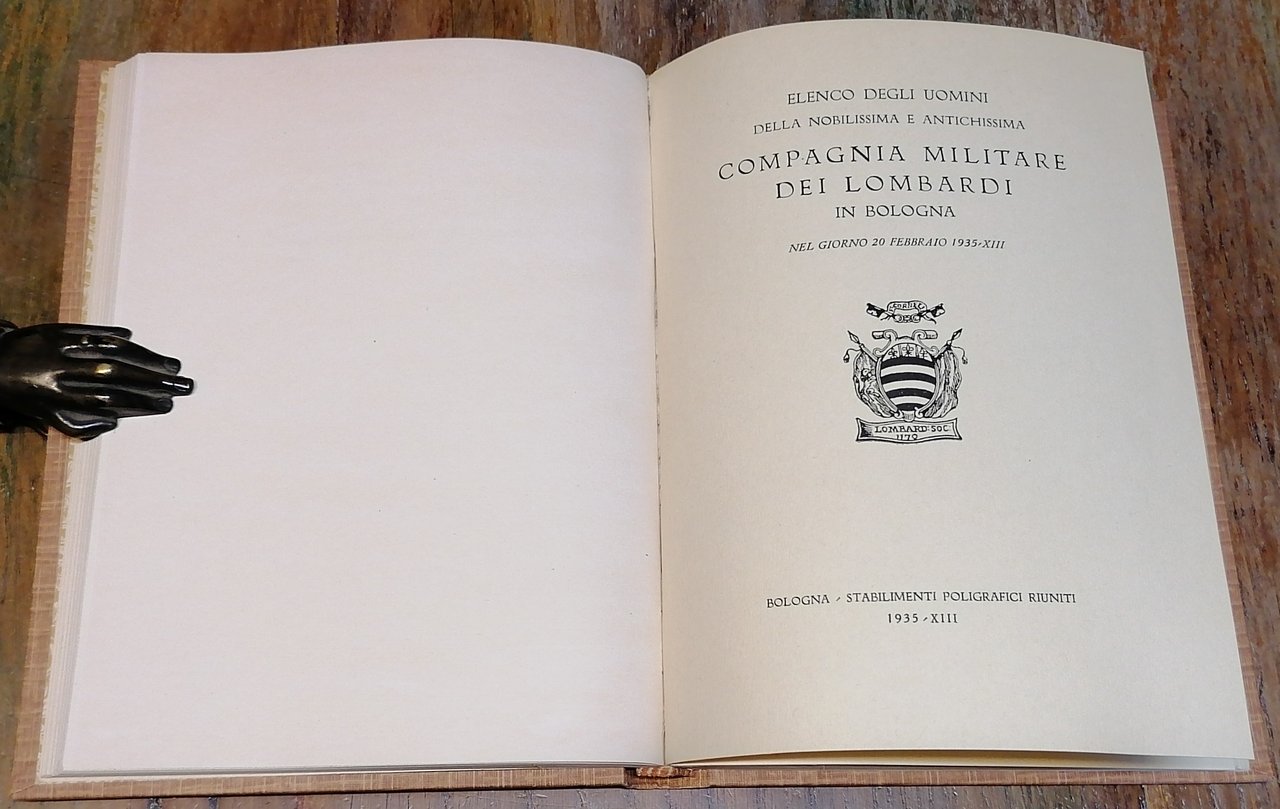 ELENCO DEGLI UOMINI
DELLA NOBILISSIMA E ANTICHISSIMA
COMPAGNIA MILITARE
DEI LOMBARDI
IN BOLOGNA
NEL GIORNO 20 FEBBRAIO 1935-XIII
LOMBARD: SOC:
1170
BOLOGNA - STABILIMENTI POLIGRAFICI RIUNITI
1935-XIII